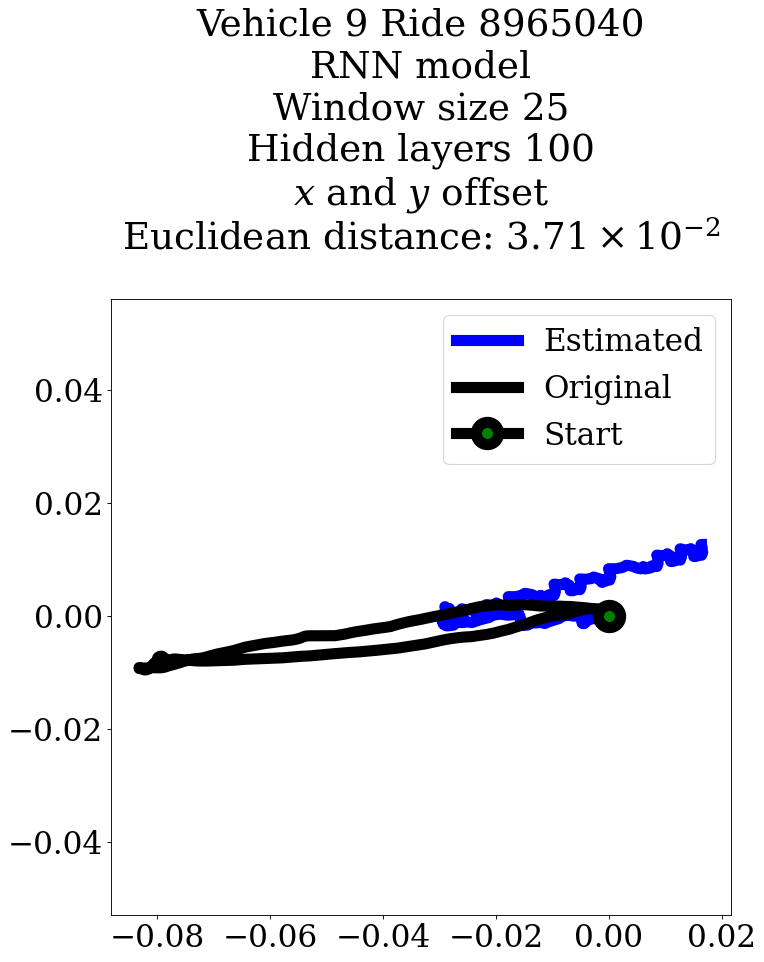 Vehicle 9 Ride 8965040
RNN model
Window size 25
Hidden layers 100
x and y offset
Euclidean distance: 3.71 × 10⁻²
Estimated
Original
Start
0.04
0.02
0.00
−0.02
−0.04
−0.08 −0.06 −0.04 −0.02 0.00 0.02